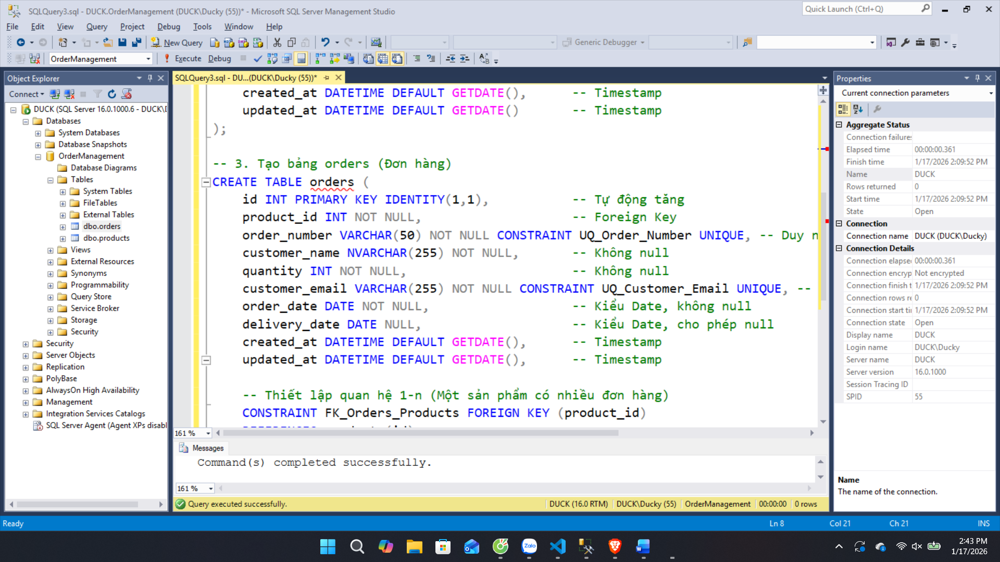 SQLQuery3.sql - DUCK.OrderManagement (DUCK\Ducky (55))* - Microsoft SQL Server Management Studio
Quick Launch (Ctrl+Q)
File Edit View Query Project Debug Tools Window Help
New Query
Generic Debugger
OrderManagement
Execute Debug
Object Explorer
Connect
DUCK (SQL Server 16.0.1000.6 - DUCK\
Databases
System Databases
Database Snapshots
OrderManagement
Database Diagrams
Tables
System Tables
FileTables
External Tables
dbo.orders
dbo.products
Views
External Resources
Synonyms
Programmability
Query Store
Service Broker
Storage
Security
Security
Server Objects
Replication
PolyBase
AlwaysOn High Availability
Management
Integration Services Catalogs
SQL Server Agent (Agent XPs disabl
SQLQuery3.sql - DU...(DUCK\Ducky (55))*
created_at DATETIME DEFAULT GETDATE(), -- Timestamp
updated_at DATETIME DEFAULT GETDATE() -- Timestamp
);
-- 3. Tạo bảng orders (Đơn hàng)
CREATE TABLE orders (
id INT PRIMARY KEY IDENTITY(1,1), -- Tự động tăng
product_id INT NOT NULL, -- Foreign Key
order_number VARCHAR(50) NOT NULL CONSTRAINT UQ_Order_Number UNIQUE, -- Duy n
customer_name NVARCHAR(255) NOT NULL, -- Không null
quantity INT NOT NULL, -- Không null
customer_email VARCHAR(255) NOT NULL CONSTRAINT UQ_Customer_Email UNIQUE, --
order_date DATE NOT NULL, -- Kiểu Date, không null
delivery_date DATE NULL, -- Kiểu Date, cho phép null
created_at DATETIME DEFAULT GETDATE(), -- Timestamp
updated_at DATETIME DEFAULT GETDATE(), -- Timestamp
-- Thiết lập quan hệ 1-n (Một sản phẩm có nhiều đơn hàng)
CONSTRAINT FK_Orders_Products FOREIGN KEY (product_id)
161 %
Messages
Command(s) completed successfully.
161 %
Query executed successfully.
DUCK (16.0 RTM) DUCK\Ducky (55) OrderManagement 00:00:00 0 rows
Properties
Current connection parameters
Aggregate Status
Connection failures
Elapsed time 00:00:00.361
Finish time 1/17/2026 2:09:52 PM
Name DUCK
Rows returned 0
Start time 1/17/2026 2:09:52 PM
State Open
Connection
Connection name DUCK (DUCK\Ducky)
Connection Details
Connection elapse 00:00:00.361
Connection encryp Not encrypted
Connection finish t 1/17/2026 2:09:52 PM
Connection rows re 0
Connection start ti 1/17/2026 2:09:52 PM
Connection state Open
Display name DUCK
Login name DUCK\Ducky
Server name DUCK
Server version 16.0.1000
Session Tracing ID
SPID 55
Name
The name of the connection.
Ready
Ln 8 Col 21 Ch 21 INS
Zalo
2:43 PM
1/17/2026